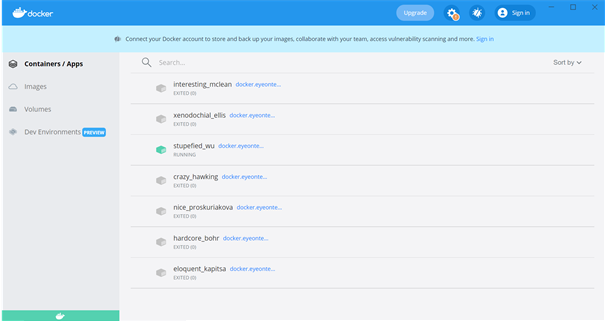 docker
Upgrade
Sign in
Connect your Docker account to store and back up your images, collaborate with your team, access vulnerability scanning and more. Sign in
Containers / Apps
Images
Volumes
Dev Environments PREVIEW
Search...
Sort by
interesting_mclean docker.eyeonte...
EXITED (0)
xenodochial_ellis docker.eyeonte...
EXITED (0)
stupefied_wu docker.eyeonte...
RUNNING
crazy_hawking docker.eyeonte...
EXITED (0)
nice_proskuriakova docker.eyeonte...
EXITED (0)
hardcore_bohr docker.eyeonte...
EXITED (0)
eloquent_kapitsa docker.eyeonte...
EXITED (0)